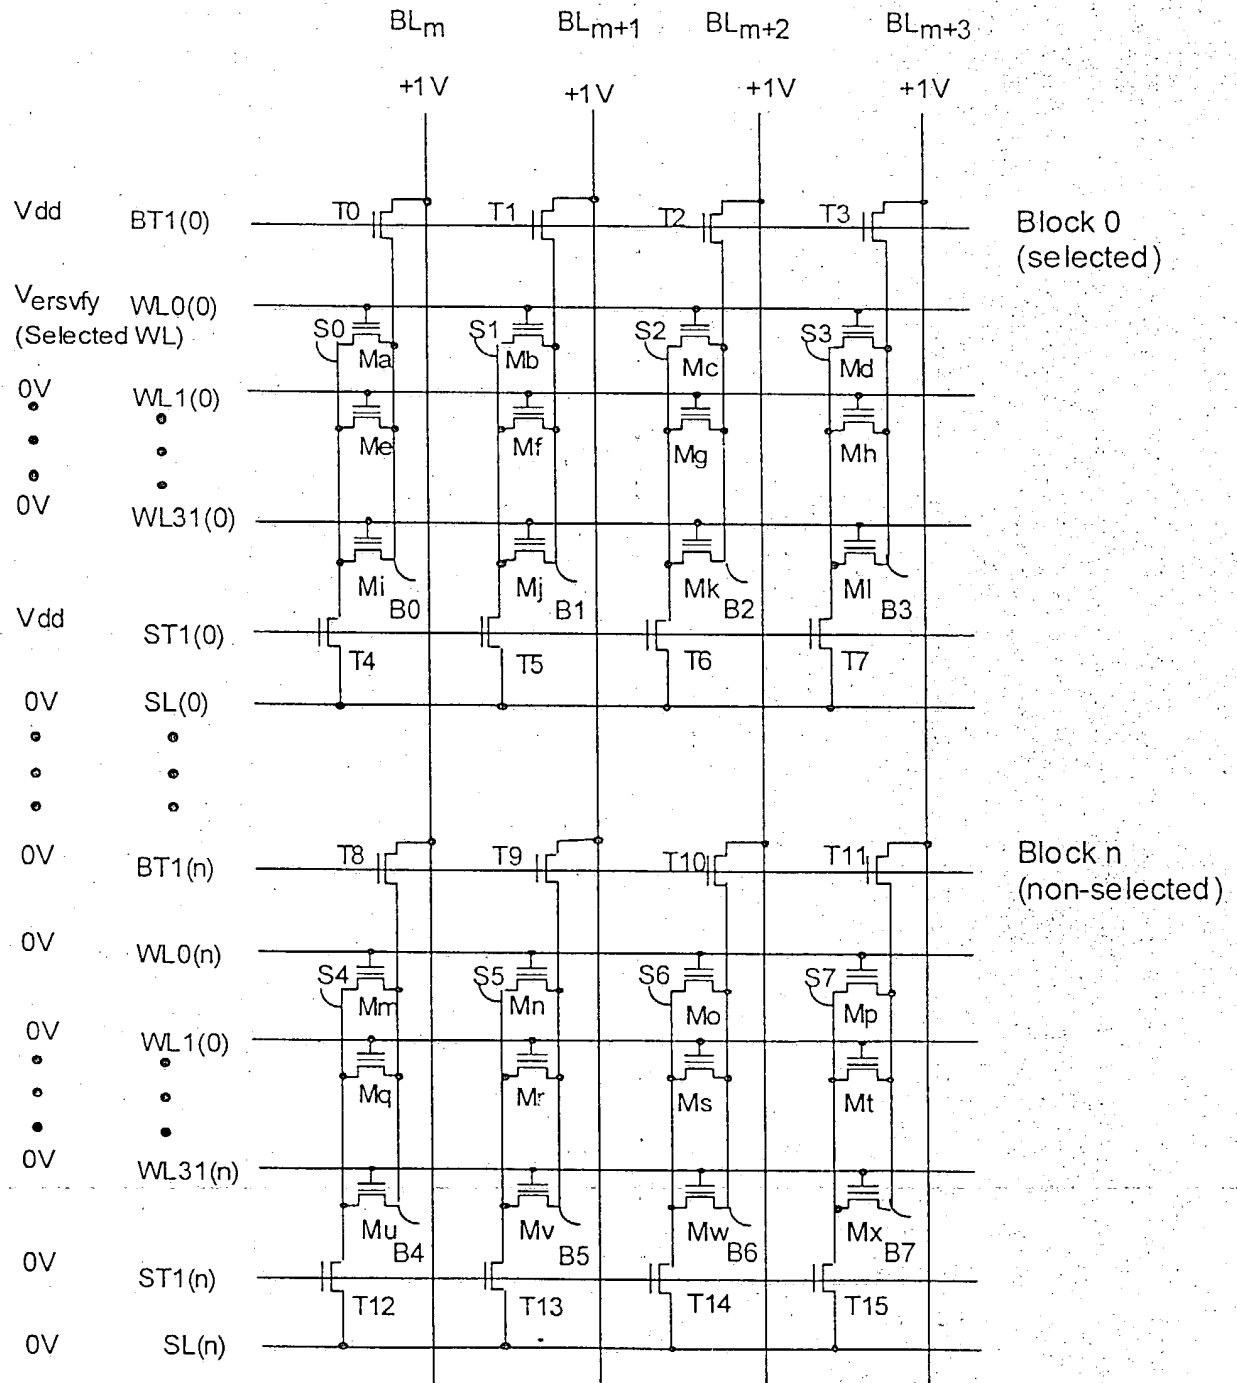 BLm BLm+1 BLm+2 BLm+3
+1V +1V +1V +1V
Vdd BT1(0) T0 T1 T2 T3 Block 0
(selected)
Versvfy WL0(0)
(Selected WL) S0 S1 S2 S3
Ma Mb Mc Md
0V WL1(0)
Me Mf Mg Mh
0V WL31(0)
Mi Mj Mk Ml
B0 B1 B2 B3
Vdd ST1(0)
T4 T5 T6 T7
0V SL(0)
0V BT1(n) T8 T9 T10 T11 Block n
(non-selected)
0V WL0(n)
S4 S5 S6 S7
Mm Mn Mo Mp
0V WL1(0)
Mq Mr Ms Mt
0V WL31(n)
Mu Mv Mw Mx
B4 B5 B6 B7
0V ST1(n)
T12 T13 T14 T15
0V SL(n)